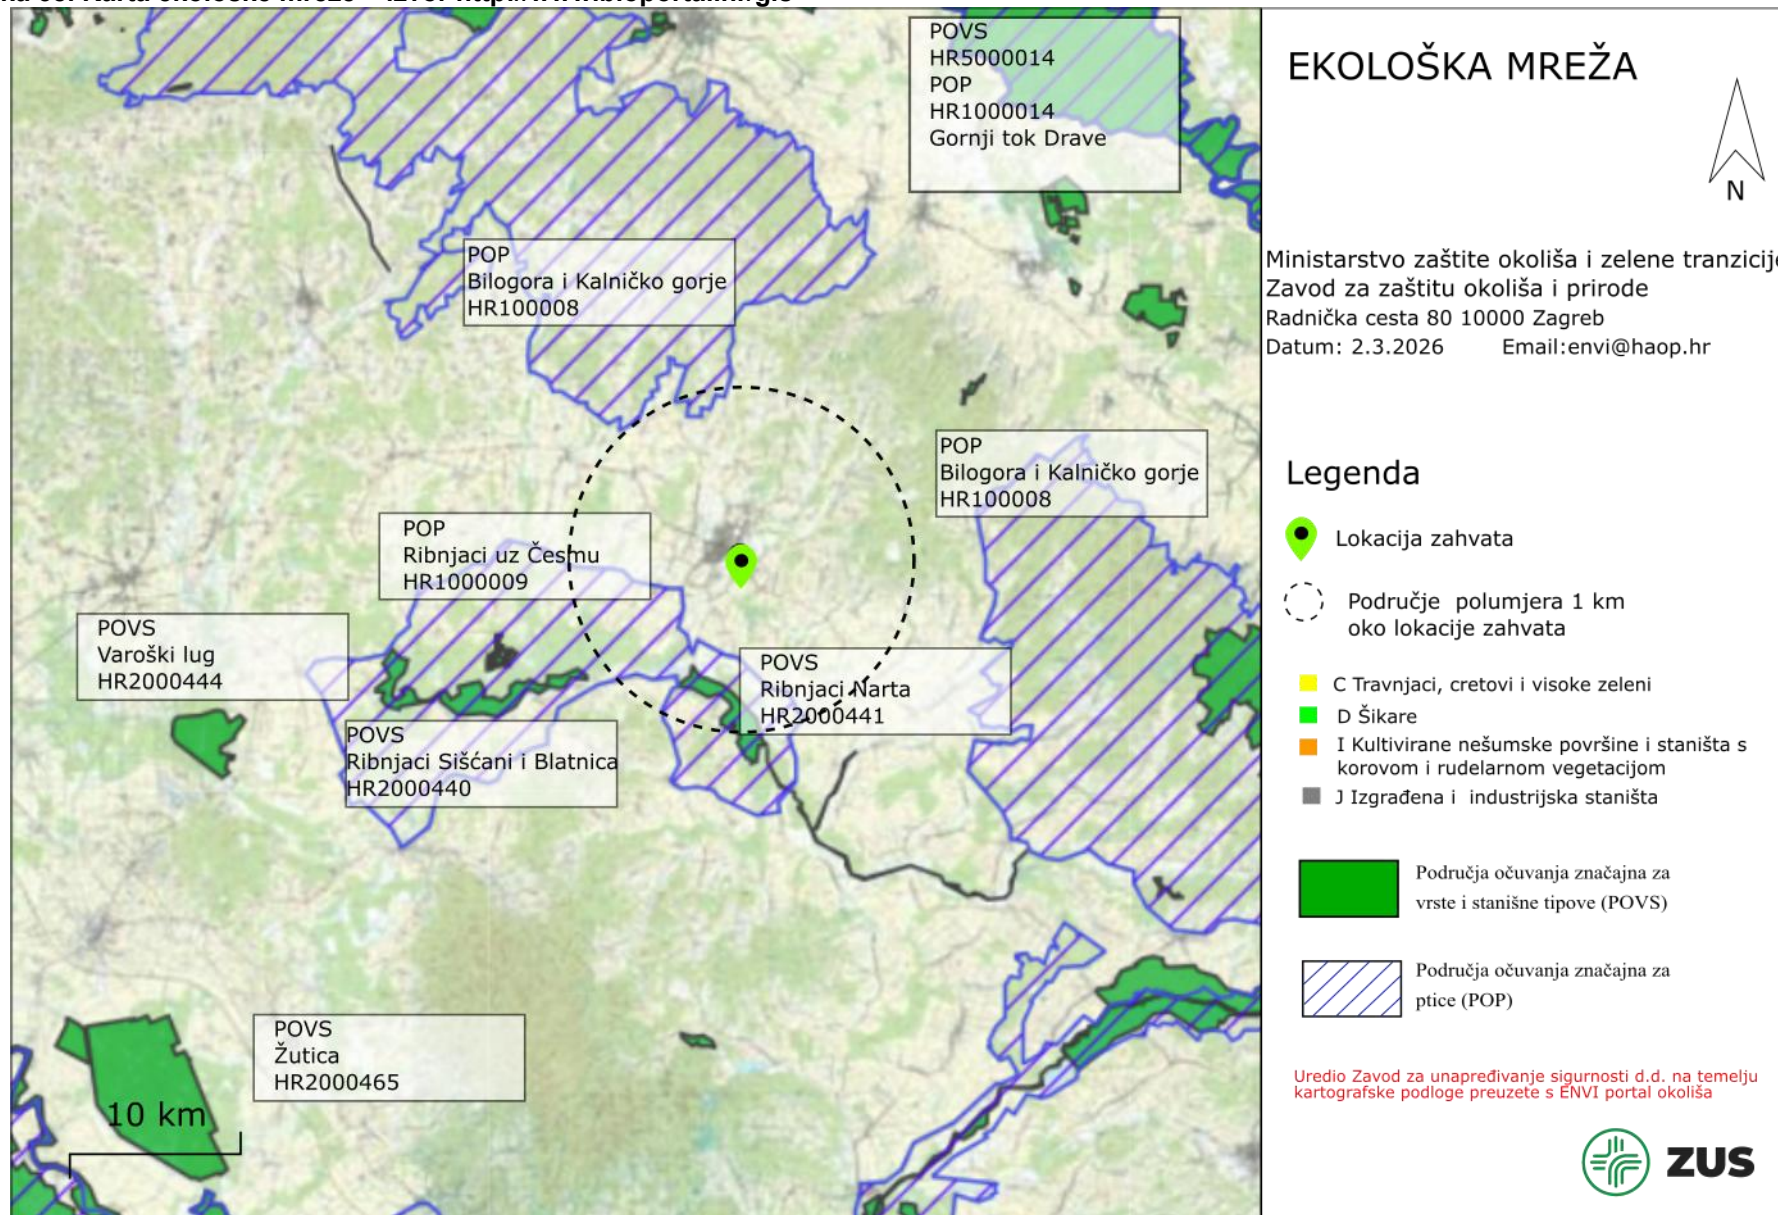 POVS
HR5000014
POP
HR1000014
Gornji tok Drave
POP
Bilogora i Kalničko gorje
HR100008
POP
Bilogora i Kalničko gorje
HR100008
POP
Ribnjaci uz Česmu
HR1000009
POVS
Varoški lug
HR2000444
POVS
Ribnjaci Narta
HR2000441
POVS
Ribnjaci Sišćani i Blatnica
HR2000440
POVS
Žutica
HR2000465
10 km
EKOLOŠKA MREŽA
N
Ministarstvo zaštite okoliša i zelene tranzicije
Zavod za zaštitu okoliša i prirode
Radnička cesta 80 10000 Zagreb
Datum: 2.3.2026 Email:envi@haop.hr
Legenda
Lokacija zahvata
Područje polumjera 1 km
oko lokacije zahvata
C Travnjaci, cretovi i visoke zeleni
D Šikare
I Kultivirane nešumske površine i staništa s
korovom i rudelarnom vegetacijom
J Izgrađena i industrijska staništa
Područja očuvanja značajna za
vrste i stanišne tipove (POVS)
Područja očuvanja značajna za
ptice (POP)
Uredio Zavod za unapređivanje sigurnosti d.d. na temelju
kartografske podloge preuzete s ENVI portal okoliša
ZUS